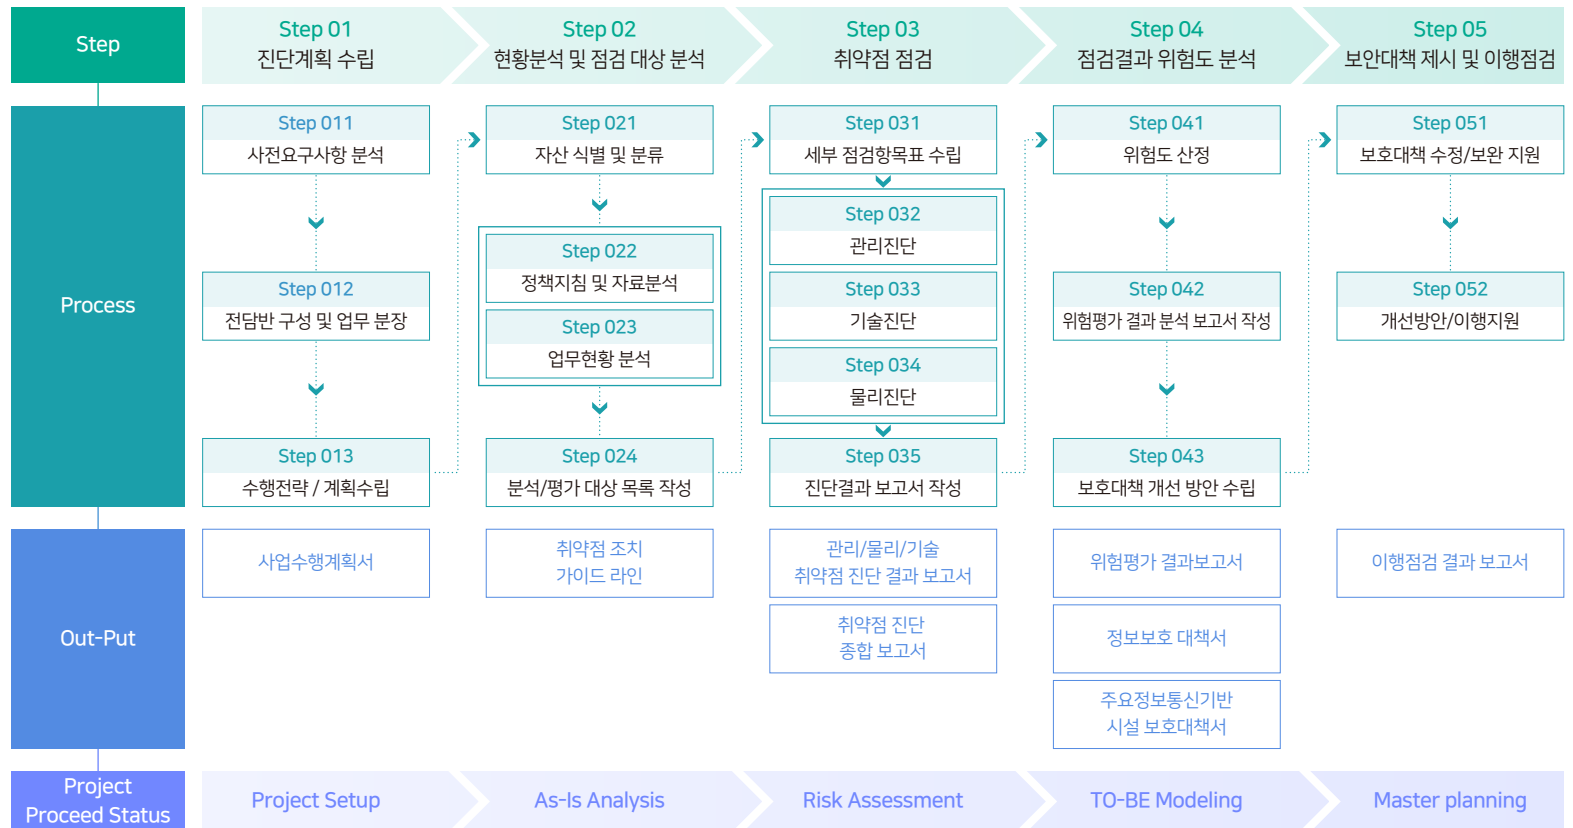 Step
Step 01
진단계획 수립
Step 02
현황분석 및 점검 대상 분석
Step 03
취약점 점검
Step 04
점검결과 위험도 분석
Step 05
보안대책 제시 및 이행점검
Process
Step 011
사전요구사항 분석
Step 012
전담반 구성 및 업무 분장
Step 013
수행전략 / 계획수립
Step 021
자산 식별 및 분류
Step 022
정책지침 및 자료분석
Step 023
업무현황 분석
Step 024
분석/평가 대상 목록 작성
Step 031
세부 점검항목표 수립
Step 032
관리진단
Step 033
기술진단
Step 034
물리진단
Step 035
진단결과 보고서 작성
Step 041
위험도 산정
Step 042
위험평가 결과 분석 보고서 작성
Step 043
보호대책 개선 방안 수립
Step 051
보호대책 수정/보완 지원
Step 052
개선방안/이행지원
Out-Put
사업수행계획서
취약점 조치
가이드 라인
관리/물리/기술
취약점 진단 결과 보고서
취약점 진단
종합 보고서
위험평가 결과보고서
정보보호 대책서
주요정보통신기반
시설 보호대책서
이행점검 결과 보고서
Project
Proceed Status
Project Setup
As-Is Analysis
Risk Assessment
TO-BE Modeling
Master planning